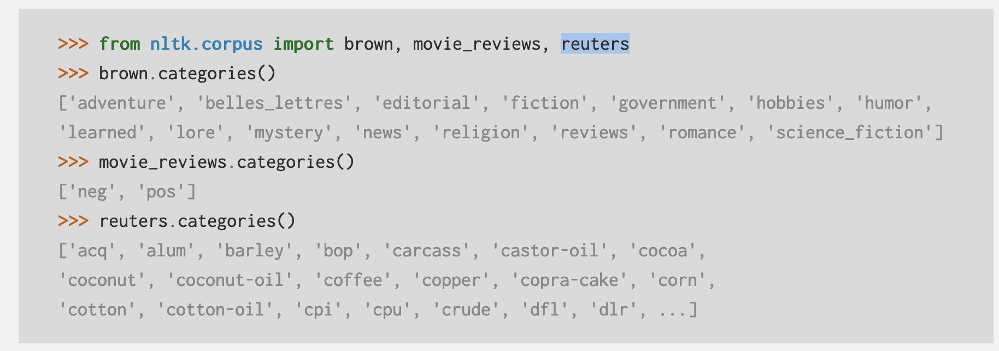 >>> from nltk.corpus import brown, movie_reviews, reuters
>>> brown.categories()
['adventure', 'belles_lettres', 'editorial', 'fiction', 'government', 'hobbies', 'humor',
'learned', 'lore', 'mystery', 'news', 'religion', 'reviews', 'romance', 'science_fiction']
>>> movie_reviews.categories()
['neg', 'pos']
>>> reuters.categories()
['acq', 'alum', 'barley', 'bop', 'carcass', 'castor-oil', 'cocoa',
'coconut', 'coconut-oil', 'coffee', 'copper', 'copra-cake', 'corn',
'cotton', 'cotton-oil', 'cpi', 'cpu', 'crude', 'dfl', 'dlr', ...]